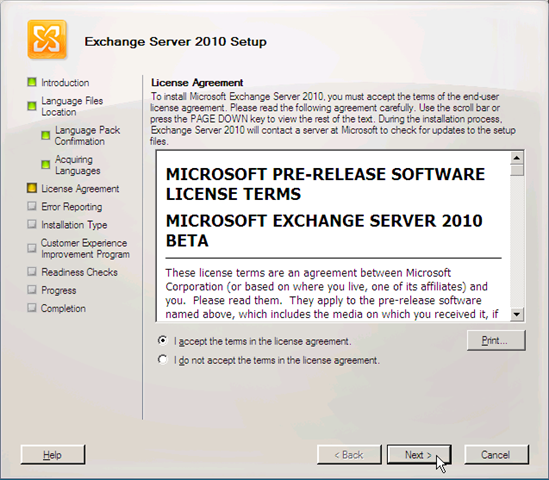 Exchange Server 2010 Setup
Introduction
Language Files
Location
Language Pack
Confirmation
Acquiring
Languages
License Agreement
Error Reporting
Installation Type
Customer Experience
Improvement Program
Readiness Checks
Progress
Completion
License Agreement
To install Microsoft Exchange Server 2010, you must accept the terms of the end-user
license agreement. Please read the following agreement carefully. Use the scroll bar or
press the PAGE DOWN key to view the rest of the text. During the installation process,
Exchange Server 2010 will contact a server at Microsoft to check for updates to the setup
files.
MICROSOFT PRE-RELEASE SOFTWARE
LICENSE TERMS
MICROSOFT EXCHANGE SERVER 2010
BETA
These license terms are an agreement between Microsoft
Corporation (or based on where you live, one of its affiliates) and
you. Please read them. They apply to the pre-release software
named above, which includes the media on which you received it, if
I accept the terms in the license agreement.
I do not accept the terms in the license agreement.
Print...
Help
< Back
Next >
Cancel